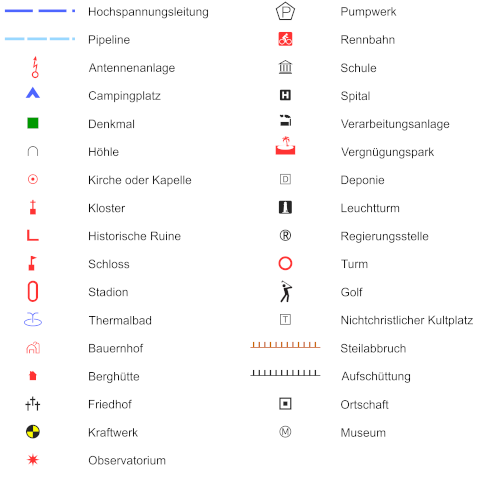 Hochspannungsleitung
Pipeline
Antennenanlage
Campingplatz
Denkmal
Höhle
Kirche oder Kapelle
Kloster
Historische Ruine
Schloss
Stadion
Thermalbad
Bauernhof
Berghütte
Friedhof
Kraftwerk
Observatorium
P Pumpwerk
Rennbahn
Schule
H Spital
Verarbeitungsanlage
Vergnügungspark
D Deponie
Leuchtturm
® Regierungsstelle
Turm
Golf
T Nichtchristlicher Kultplatz
Steilabbruch
Aufschüttung
Ortschaft
M Museum